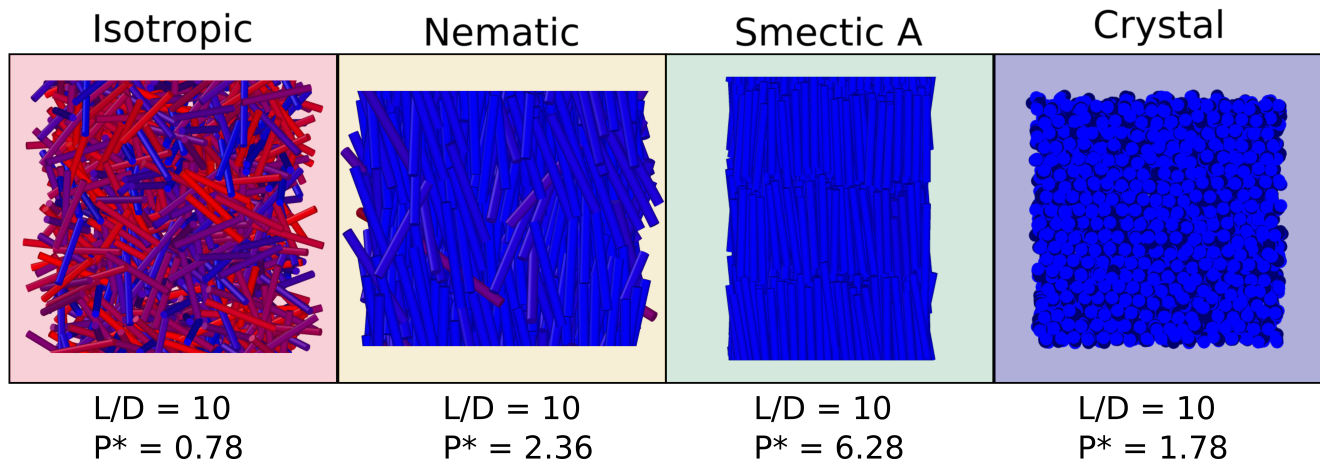 Isotropic
Nematic
Smectic A
Crystal
L/D = 10
P* = 0.78
L/D = 10
P* = 2.36
L/D = 10
P* = 6.28
L/D = 10
P* = 1.78